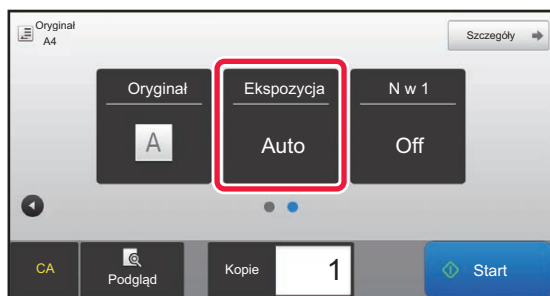 Oryginał
A4
Szczegóły
Oryginał
Ekspozycja
N w 1
A
Auto
Off
CA
Podgląd
Kopie
1
Start